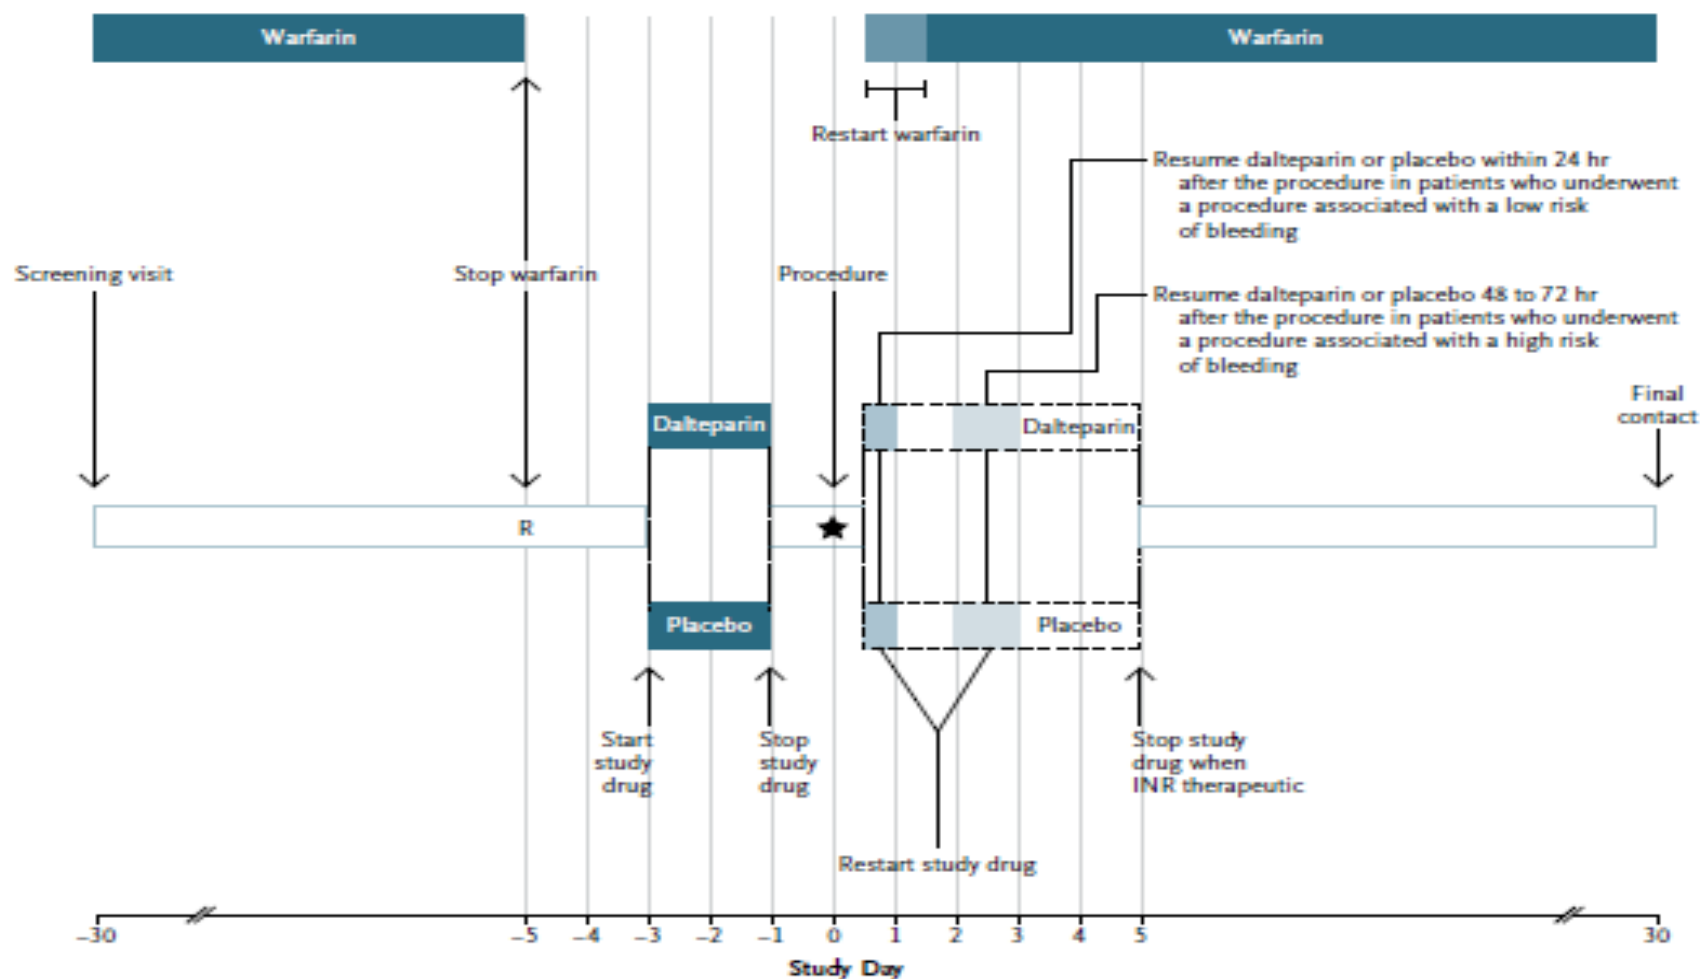 Warfarin
Warfarin
Restart warfarin
Resume dalteparin or placebo within 24 hr
after the procedure in patients who underwent
a procedure associated with a low risk
of bleeding
Screening visit
Stop warfarin
Procedure
Resume dalteparin or placebo 48 to 72 hr
after the procedure in patients who underwent
a procedure associated with a high risk
of bleeding
Final
contact
Dalteparin
Dalteparin
R
Placebo
Placebo
Start
study
drug
Stop
study
drug
Stop study
drug when
INR therapeutic
Restart study drug
–30 –5 –4 –3 –2 –1 0 1 2 3 4 5 30
Study Day